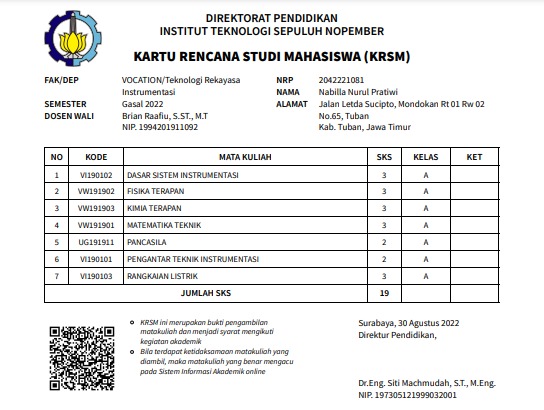 DIREKTORAT PENDIDIKAN
INSTITUT TEKNOLOGI SEPULUH NOPEMBER
KARTU RENCANA STUDI MAHASISWA (KRSM)
FAK/DEP VOCATION/Teknologi Rekayasa Instrumentasi
SEMESTER Gasal 2022
DOSEN WALI Brian Raafiu, S.ST., M.T
NIP. 1994201911092
NRP 2042221081
NAMA Nabilla Nurul Pratiwi
ALAMAT Jalan Letda Sucipto, Mondokan Rt 01 Rw 02
No.65, Tuban
Kab. Tuban, Jawa Timur
NO KODE MATA KULIAH SKS KELAS KET
1 VI190102 DASAR SISTEM INSTRUMENTASI 3 A
2 VW191902 FISIKA TERAPAN 3 A
3 VW191903 KIMIA TERAPAN 3 A
4 VW191901 MATEMATIKA TEKNIK 3 A
5 UG191911 PANCASILA 2 A
6 VI190101 PENGANTAR TEKNIK INSTRUMENTASI 2 A
7 VI190103 RANGKAIAN LISTRIK 3 A
JUMLAH SKS 19
KRSM ini merupakan bukti pengambilan
matakuliah dan menjadi syarat mengikuti
kegiatan akademik
Bila terdapat ketidaksamaan matakuliah yang
diambil, maka matakuliah yang benar mengacu
pada Sistem Informasi Akademik online
Surabaya, 30 Agustus 2022
Direktur Pendidikan,
Dr.Eng. Siti Machmudah, S.T., M.Eng.
NIP. 197305121999032001